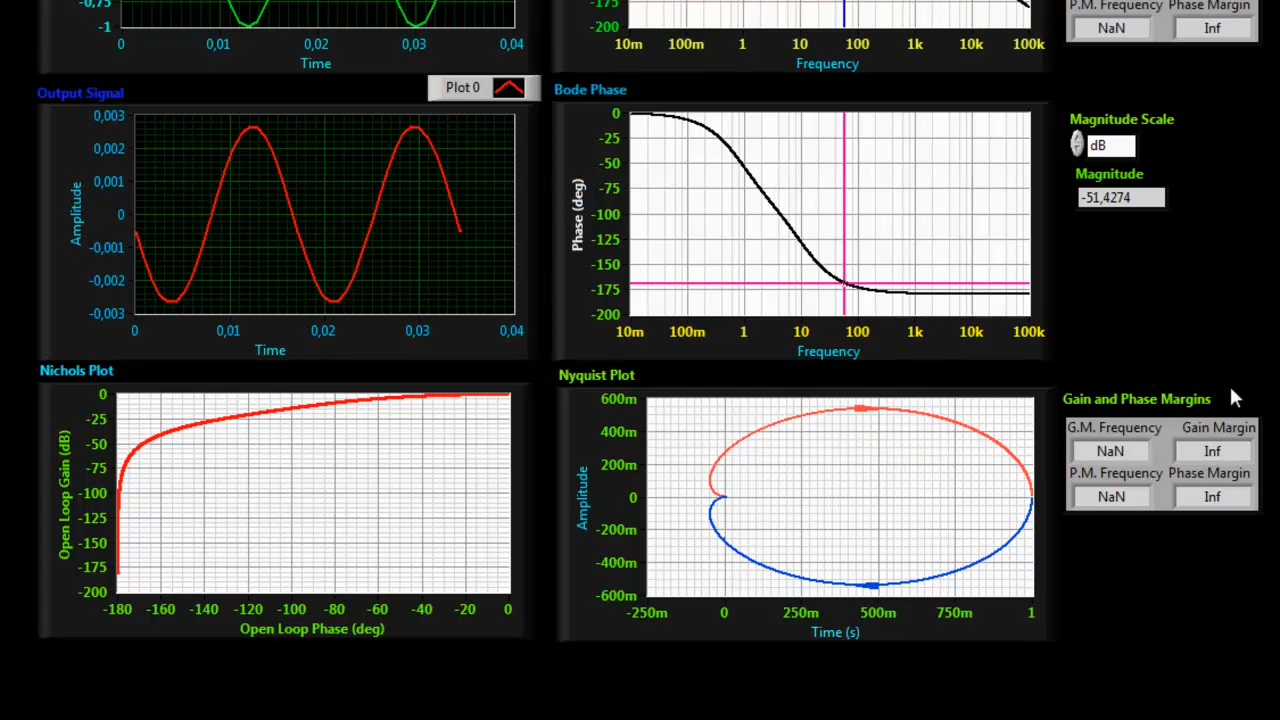 -0,75
-1
0 0,01 0,02 0,03 0,04
Time
-175
-200
10m 100m 1 10 100 1k 10k 100k
Frequency
P.M. Frequency Phase Margin
NaN Inf
Output Signal
Plot 0
0,003
0,002
0,001
0
-0,001
-0,002
-0,003
Amplitude
0 0,01 0,02 0,03 0,04
Time
Bode Phase
0
-25
-50
-75
-100
-125
-150
-175
-200
Phase (deg)
10m 100m 1 10 100 1k 10k 100k
Frequency
Magnitude Scale
dB
Magnitude
-51,4274
Nichols Plot
0
-25
-50
-75
-100
-125
-150
-175
-200
Open Loop Gain (dB)
-180 -160 -140 -120 -100 -80 -60 -40 -20 0
Open Loop Phase (deg)
Nyquist Plot
600m
400m
200m
0
-200m
-400m
-600m
Amplitude
-250m 0 250m 500m 750m 1
Time (s)
Gain and Phase Margins
G.M. Frequency Gain Margin
NaN Inf
P.M. Frequency Phase Margin
NaN Inf